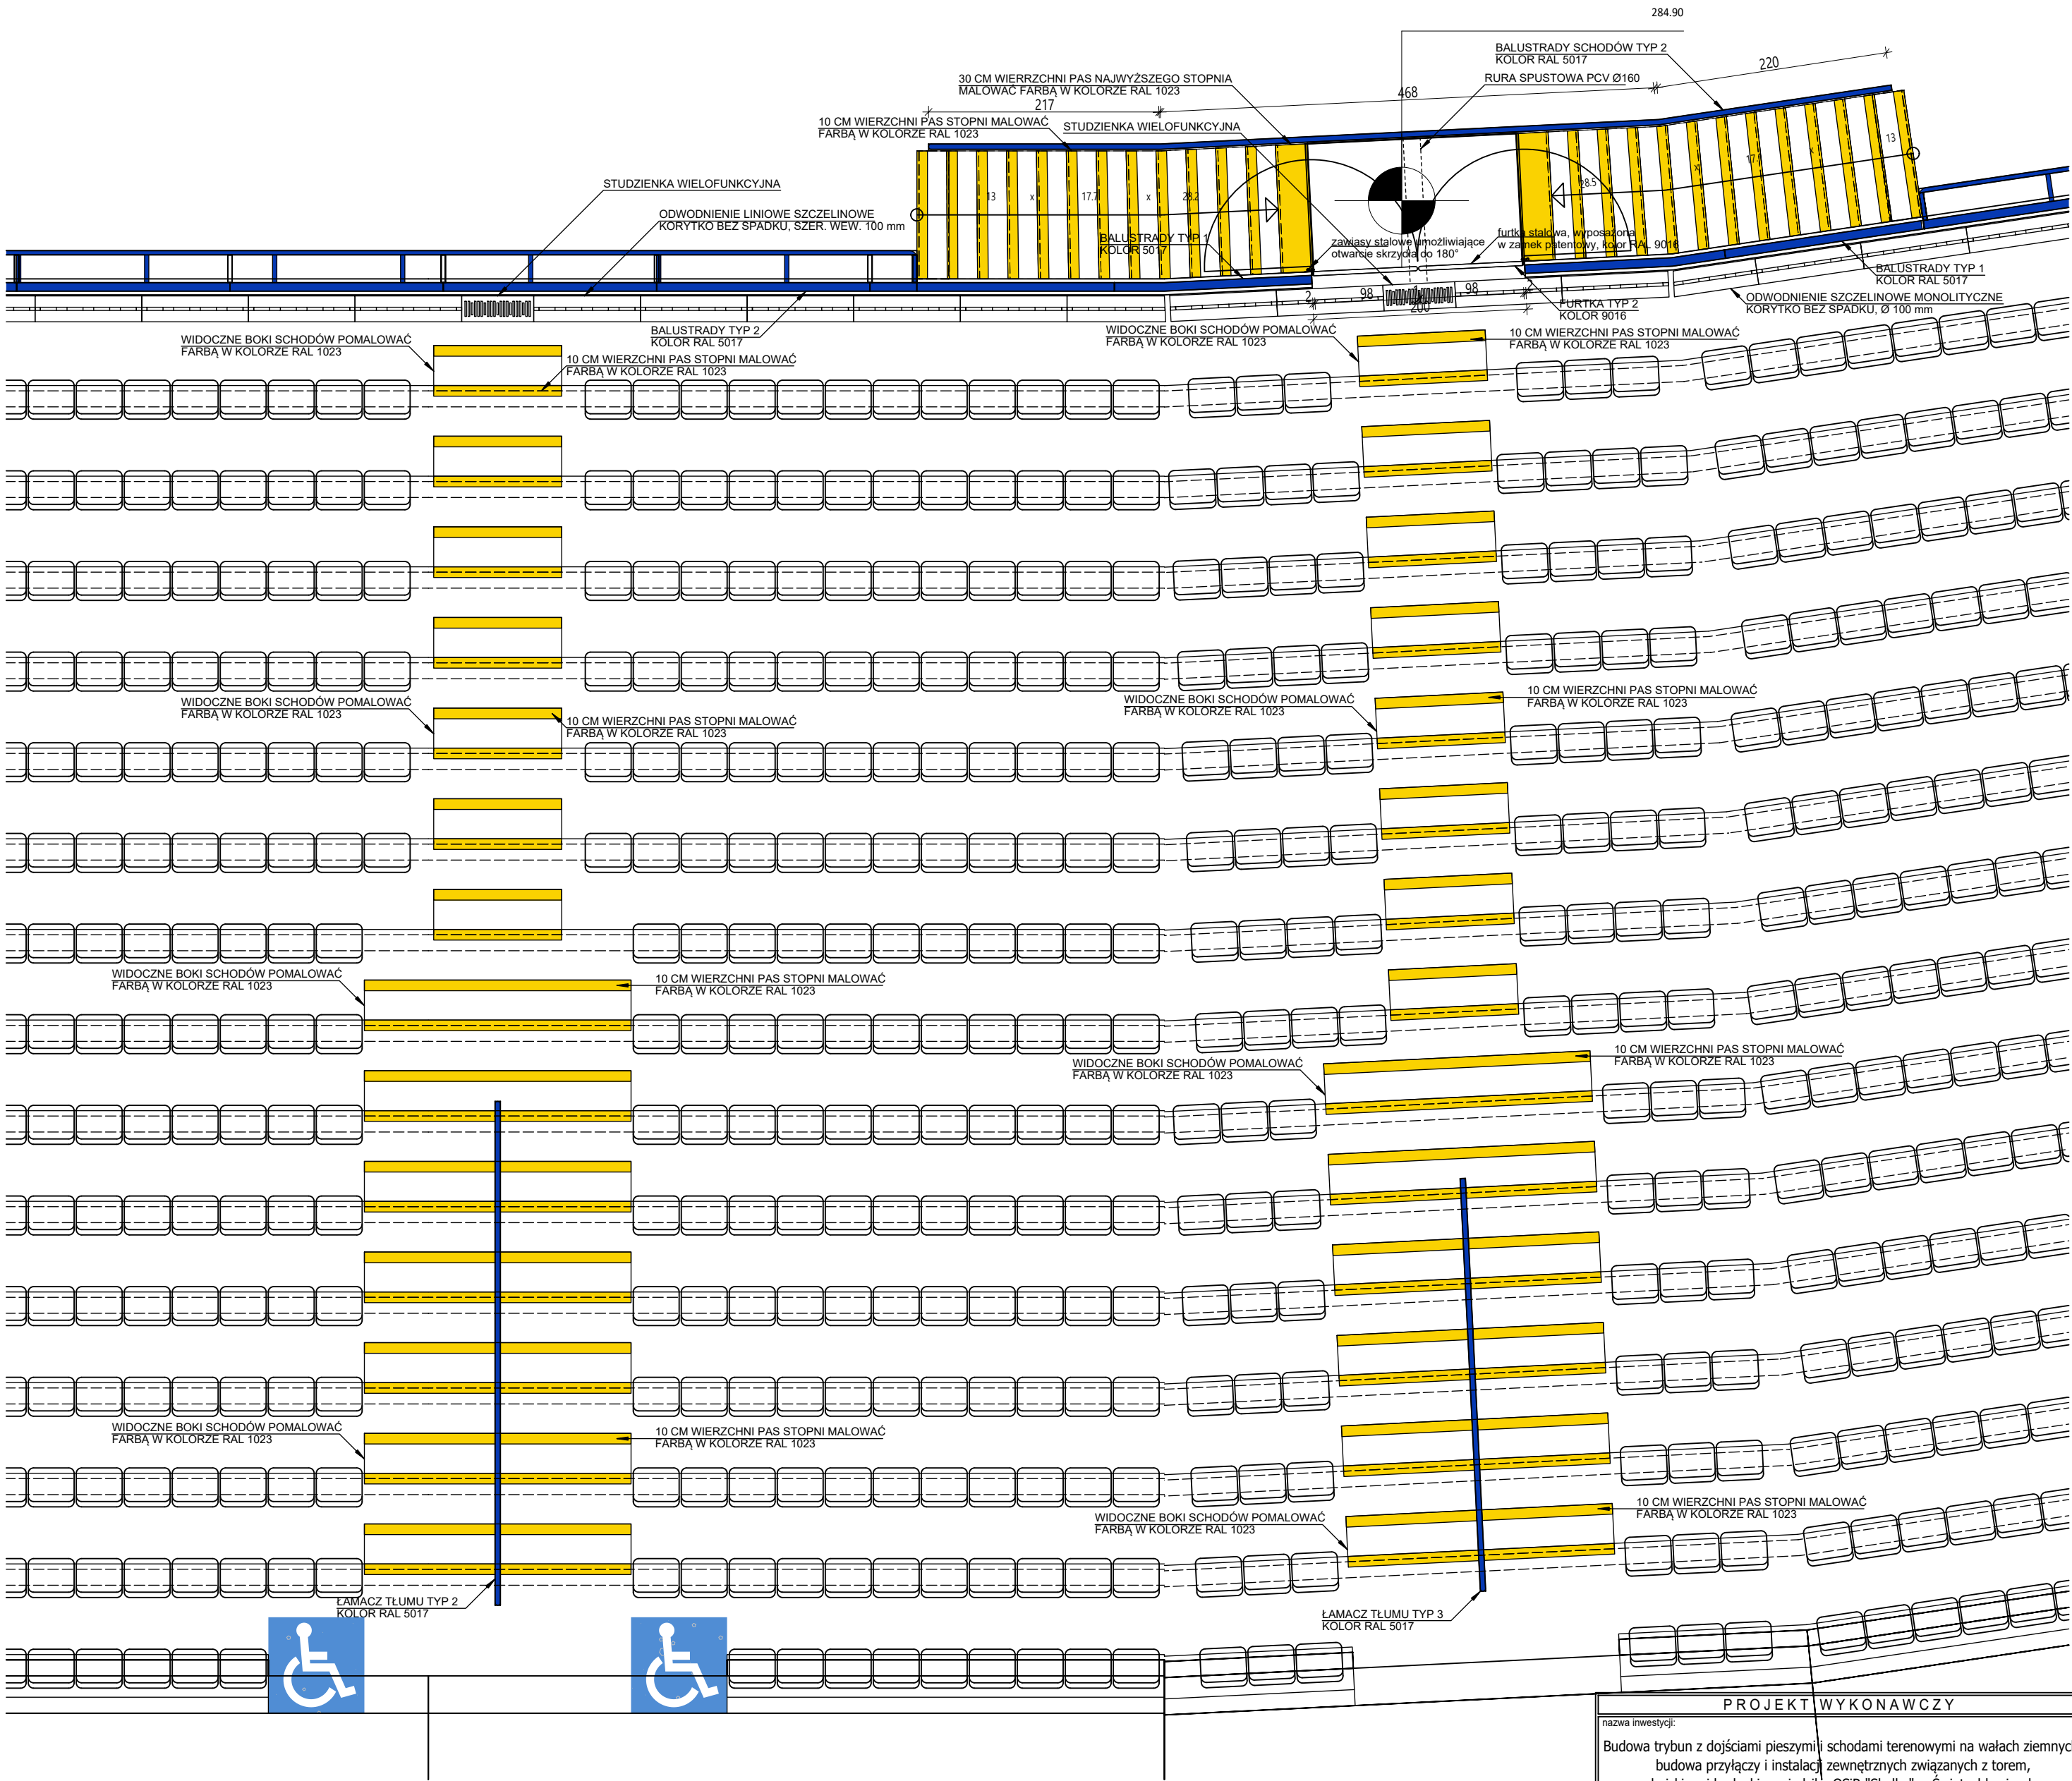 284.90
BALUSTRADY SCHODÓW TYP 2
KOLOR RAL 5017
220
30 CM WIERRZCHNI PAS NAJWYŻSZEGO STOPNIA
MALOWAĆ FARBĄ W KOLORZE RAL 1023
RURA SPUSTOWA PCV Ø160
468
217
10 CM WIERZCHNI PAS STOPNI MALOWAĆ
FARBĄ W KOLORZE RAL 1023
STUDZIENKA WIELOFUNKCYJNA
13
x
17.
28.5
STUDZIENKA WIELOFUNKCYJNA
13 x 17.7 x 28.2
ODWODNIENIE LINIOWE SZCZELINOWE
KORYTKO BEZ SPADKU, SZER. WEW. 100 mm
BALUSTRADY TYP 1
KOLOR 5017
zawiasy stalowe umożliwiające
otwarcie skrzydła do 180°
furtka stalowa, wyposażona
w zamek patentowy, kolor RAL 9016
BALUSTRADY TYP 1
KOLOR RAL 5017
2
98
98
2
200
FURTKA TYP 2
KOLOR 9016
ODWODNIENIE SZCZELINOWE MONOLITYCZNE
KORYTKO BEZ SPADKU, Ø 100 mm
BALUSTRADY TYP 2
KOLOR RAL 5017
WIDOCZNE BOKI SCHODÓW POMALOWAĆ
FARBĄ W KOLORZE RAL 1023
10 CM WIERZCHNI PAS STOPNI MALOWAĆ
FARBĄ W KOLORZE RAL 1023
WIDOCZNE BOKI SCHODÓW POMALOWAĆ
FARBĄ W KOLORZE RAL 1023
10 CM WIERZCHNI PAS STOPNI MALOWAĆ
FARBĄ W KOLORZE RAL 1023
WIDOCZNE BOKI SCHODÓW POMALOWAĆ
FARBĄ W KOLORZE RAL 1023
10 CM WIERZCHNI PAS STOPNI MALOWAĆ
FARBĄ W KOLORZE RAL 1023
WIDOCZNE BOKI SCHODÓW POMALOWAĆ
FARBĄ W KOLORZE RAL 1023
10 CM WIERZCHNI PAS STOPNI MALOWAĆ
FARBĄ W KOLORZE RAL 1023
WIDOCZNE BOKI SCHODÓW POMALOWAĆ
FARBĄ W KOLORZE RAL 1023
10 CM WIERZCHNI PAS STOPNI MALOWAĆ
FARBĄ W KOLORZE RAL 1023
WIDOCZNE BOKI SCHODÓW POMALOWAĆ
FARBĄ W KOLORZE RAL 1023
10 CM WIERZCHNI PAS STOPNI MALOWAĆ
FARBĄ W KOLORZE RAL 1023
WIDOCZNE BOKI SCHODÓW POMALOWAĆ
FARBĄ W KOLORZE RAL 1023
10 CM WIERZCHNI PAS STOPNI MALOWAĆ
FARBĄ W KOLORZE RAL 1023
WIDOCZNE BOKI SCHODÓW POMALOWAĆ
FARBĄ W KOLORZE RAL 1023
10 CM WIERZCHNI PAS STOPNI MALOWAĆ
FARBĄ W KOLORZE RAL 1023
ŁAMACZ TŁUMU TYP 2
KOLOR RAL 5017
ŁAMACZ TŁUMU TYP 3
KOLOR RAL 5017
PROJEKT WYKONAWCZY
nazwa inwestycji:
Budowa trybun z dojściami pieszymi i schodami terenowymi na wałach ziemnyc
budowa przyłączy i instalacji zewnętrznych związanych z torem,